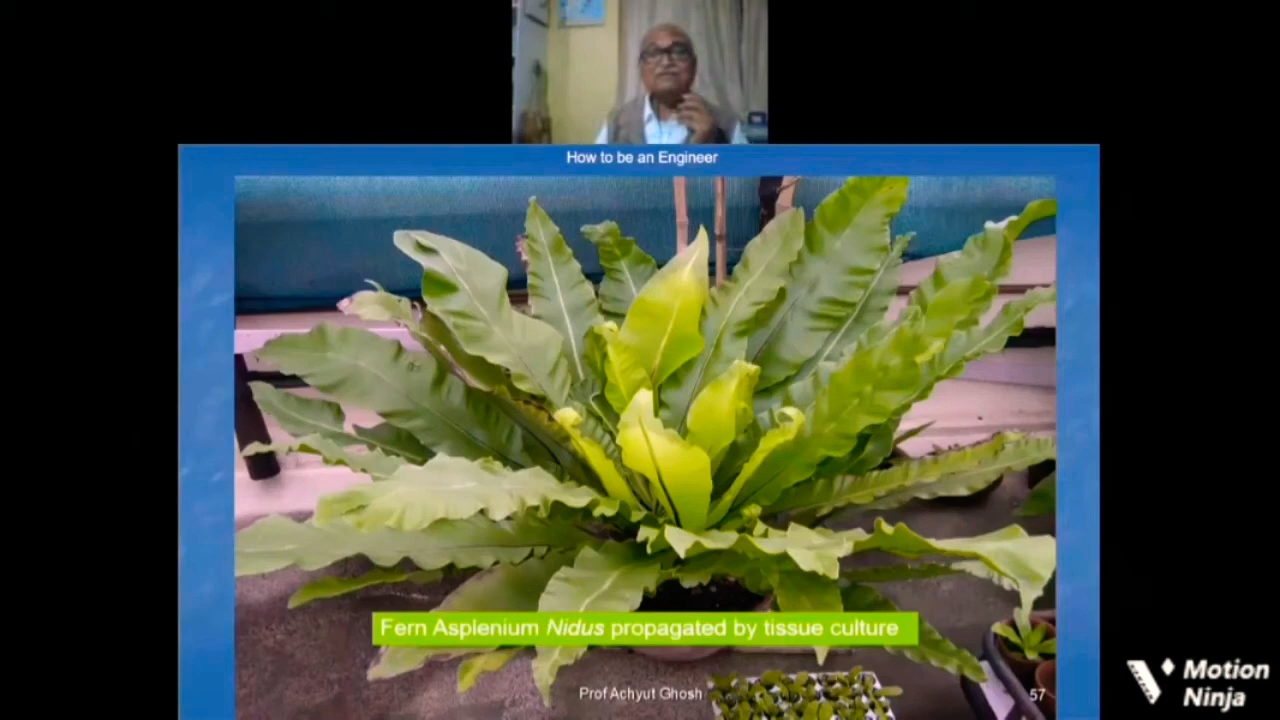 How to be an Engineer
Fern Asplenium Nidus propagated by tissue culture
Prof Achyut Ghosh
57
Motion
Ninja